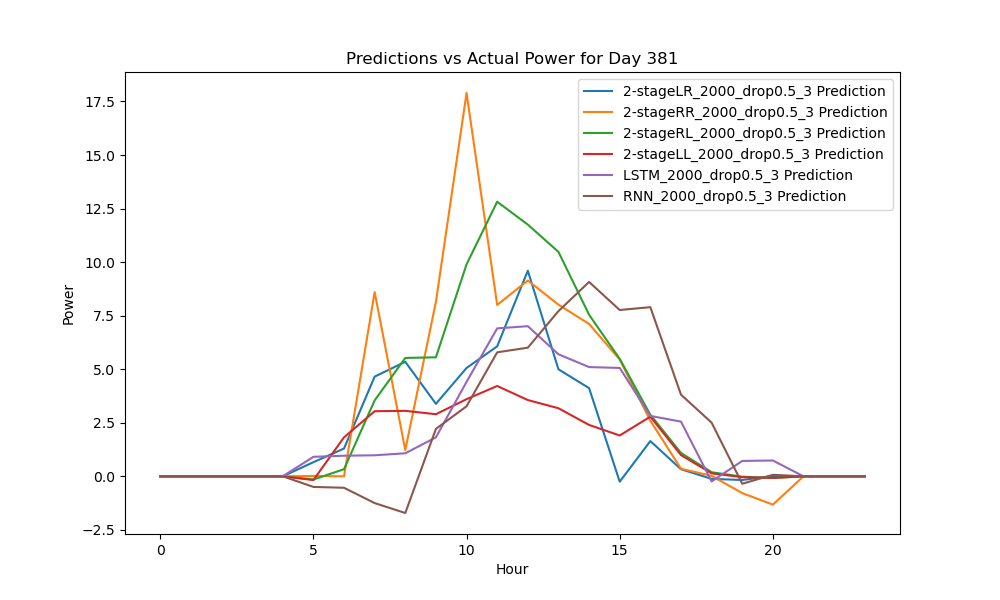 Predictions vs Actual Power for Day 381
2-stageLR_2000_drop0.5_3 Prediction
2-stageRR_2000_drop0.5_3 Prediction
2-stageRL_2000_drop0.5_3 Prediction
2-stageLL_2000_drop0.5_3 Prediction
LSTM_2000_drop0.5_3 Prediction
RNN_2000_drop0.5_3 Prediction
Power
17.5
15.0
12.5
10.0
7.5
5.0
2.5
0.0
−2.5
0 5 10 15 20
Hour